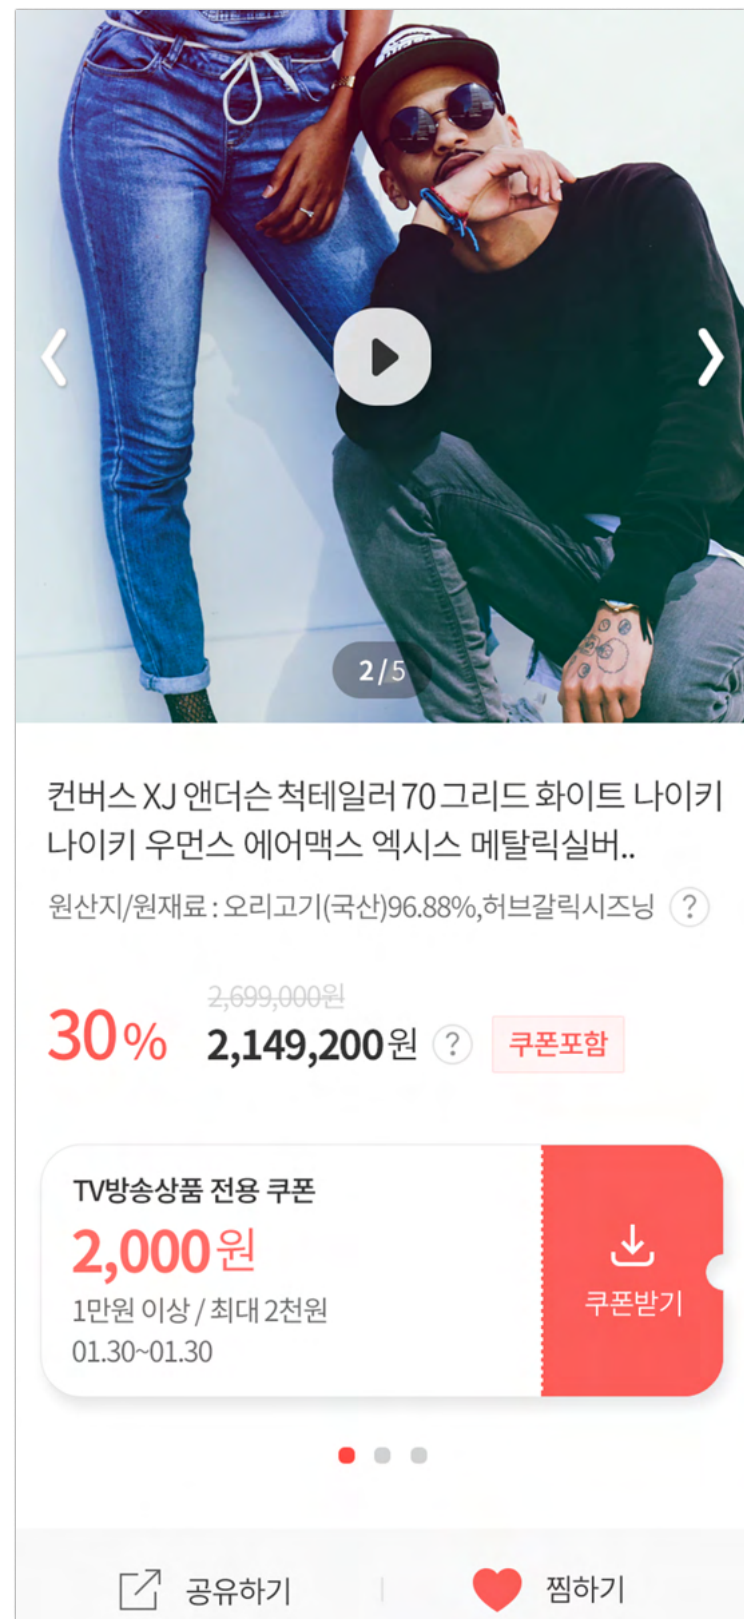 2/5
컨버스 XJ 앤더슨 척테일러 70 그리드 화이트 나이키
나이키 우먼스 에어맥스 엑시스 메탈릭실버..
원산지/원재료 : 오리고기(국산)96.88%,허브갈릭시즈닝 ?
2,699,000원
30% 2,149,200원 ? 쿠폰포함
TV방송상품 전용 쿠폰
2,000원
1만원 이상 / 최대 2천원
01.30~01.30
쿠폰받기
공유하기 찜하기